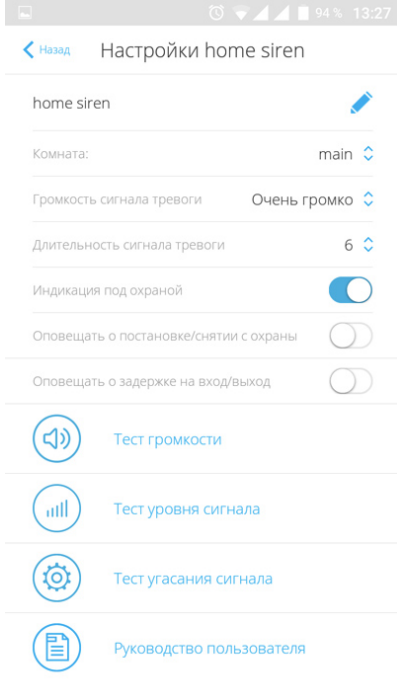 94 % 13:27
Назад Настройки home siren
home siren
Комната: main
Громкость сигнала тревоги Очень громко
Длительность сигнала тревоги 6
Индикация под охраной
Оповещать о постановке/снятии с охраны
Оповещать о задержке на вход/выход
Тест громкости
Тест уровня сигнала
Тест угасания сигнала
Руководство пользователя